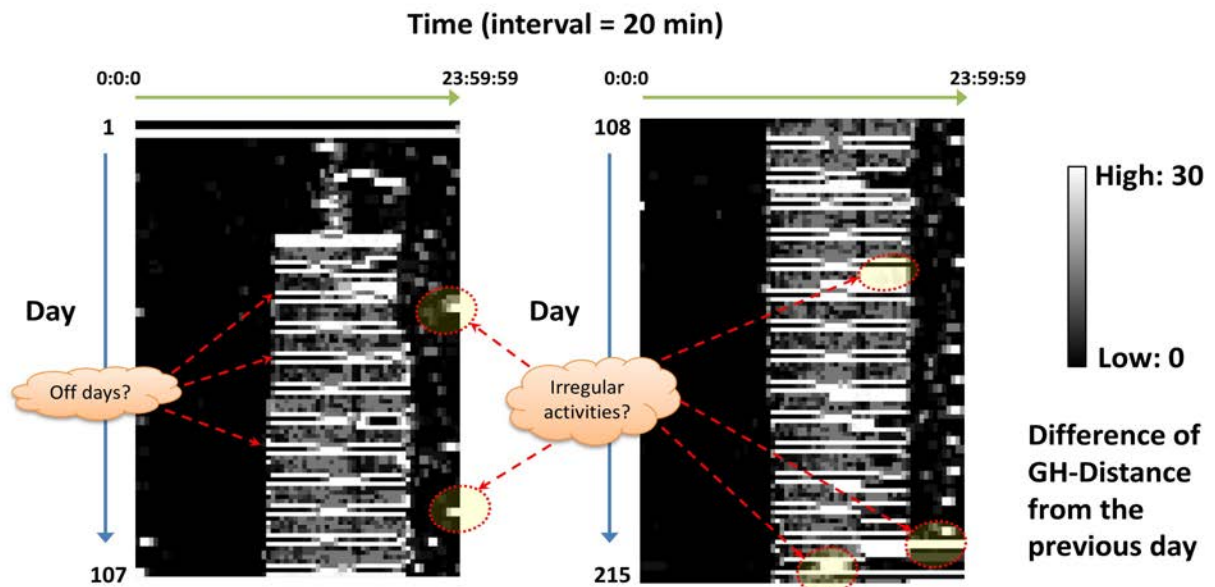 Time (interval = 20 min)
0:0:0
23:59:59
0:0:0
23:59:59
1
108
High: 30
Day
Day
Low: 0
Off days?
Irregular
activities?
Difference of
GH-Distance
from the
previous day
107
215